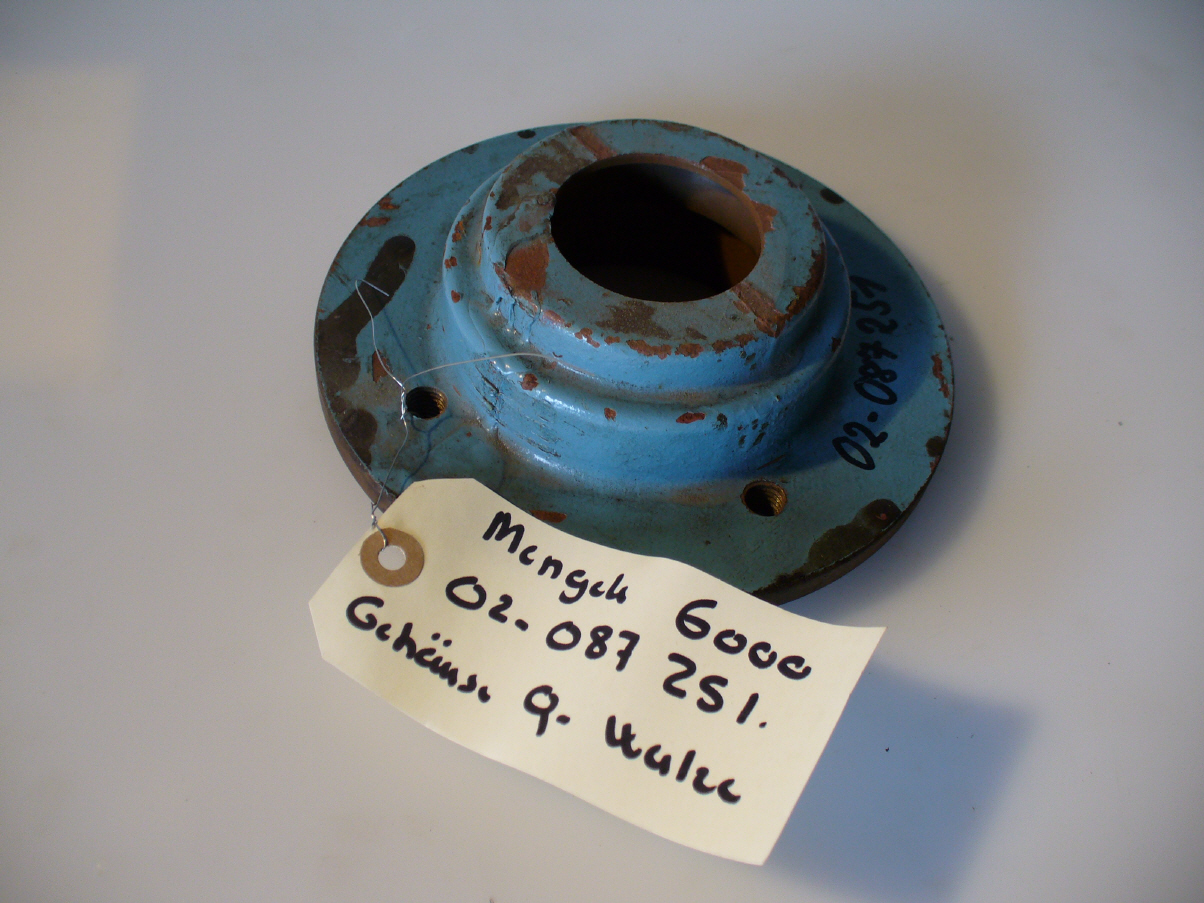 Mengele 6000
02-087 251.
Gehäuse Q-Walze
02-087 251